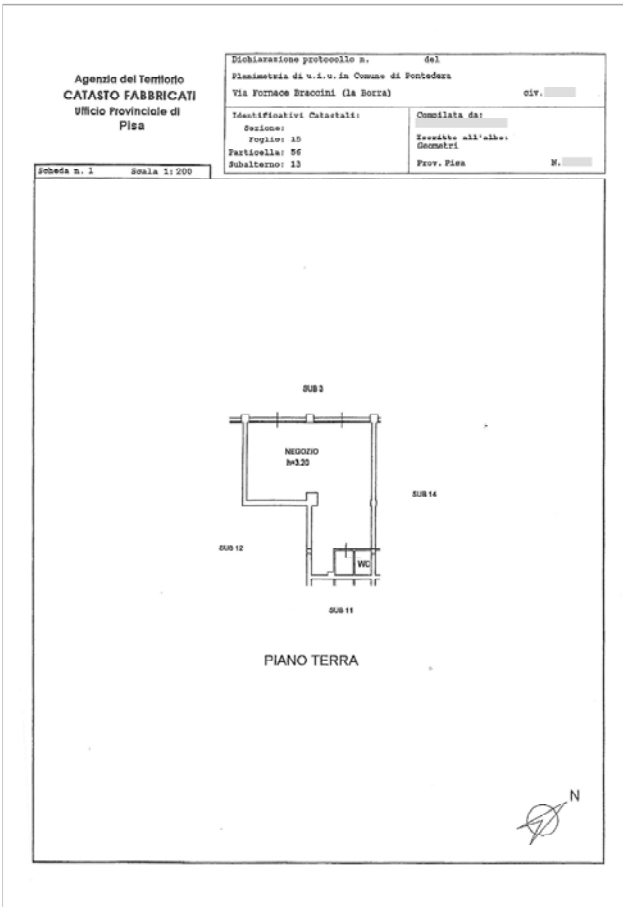 Agenzia del Territorio
CATASTO FABBRICATI
Ufficio Provinciale di
Pisa
Dichiarazione protocollo n. del
Planimetria di u.i.u. in Comune di Pontedera
Via Fornace Braccini (la Borra) civ.
Identificativi Catastali:
Sezione:
Foglio: 15
Particella: 56
Subalterno: 13
Compilata da:
Iscritto all'albo:
Geometri
Prov. Pisa N.
Scheda n. 1 Scala 1:200
SUB 3
NEGOZIO
h=3.20
SUB 14
SUB 12
WC
SUB 11
PIANO TERRA
N